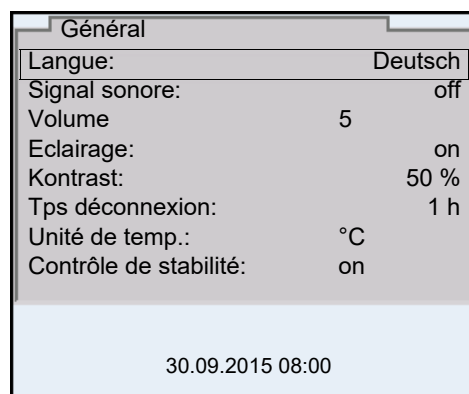 Général
Langue: Deutsch
Signal sonore: off
Volume 5
Eclairage: on
Kontrast: 50 %
Tps déconnexion: 1 h
Unité de temp.: °C
Contrôle de stabilité: on
30.09.2015 08:00